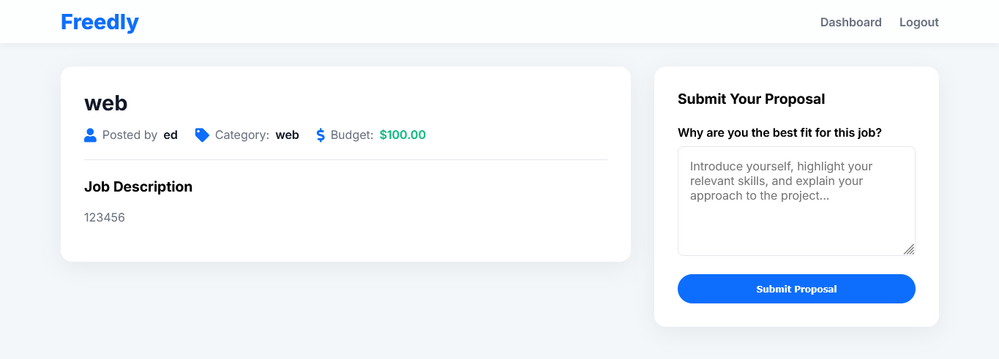 Freedly
Dashboard Logout
web
Posted by ed Category: web Budget: $100.00
Job Description
123456
Submit Your Proposal
Why are you the best fit for this job?
Introduce yourself, highlight your
relevant skills, and explain your
approach to the project...
Submit Proposal